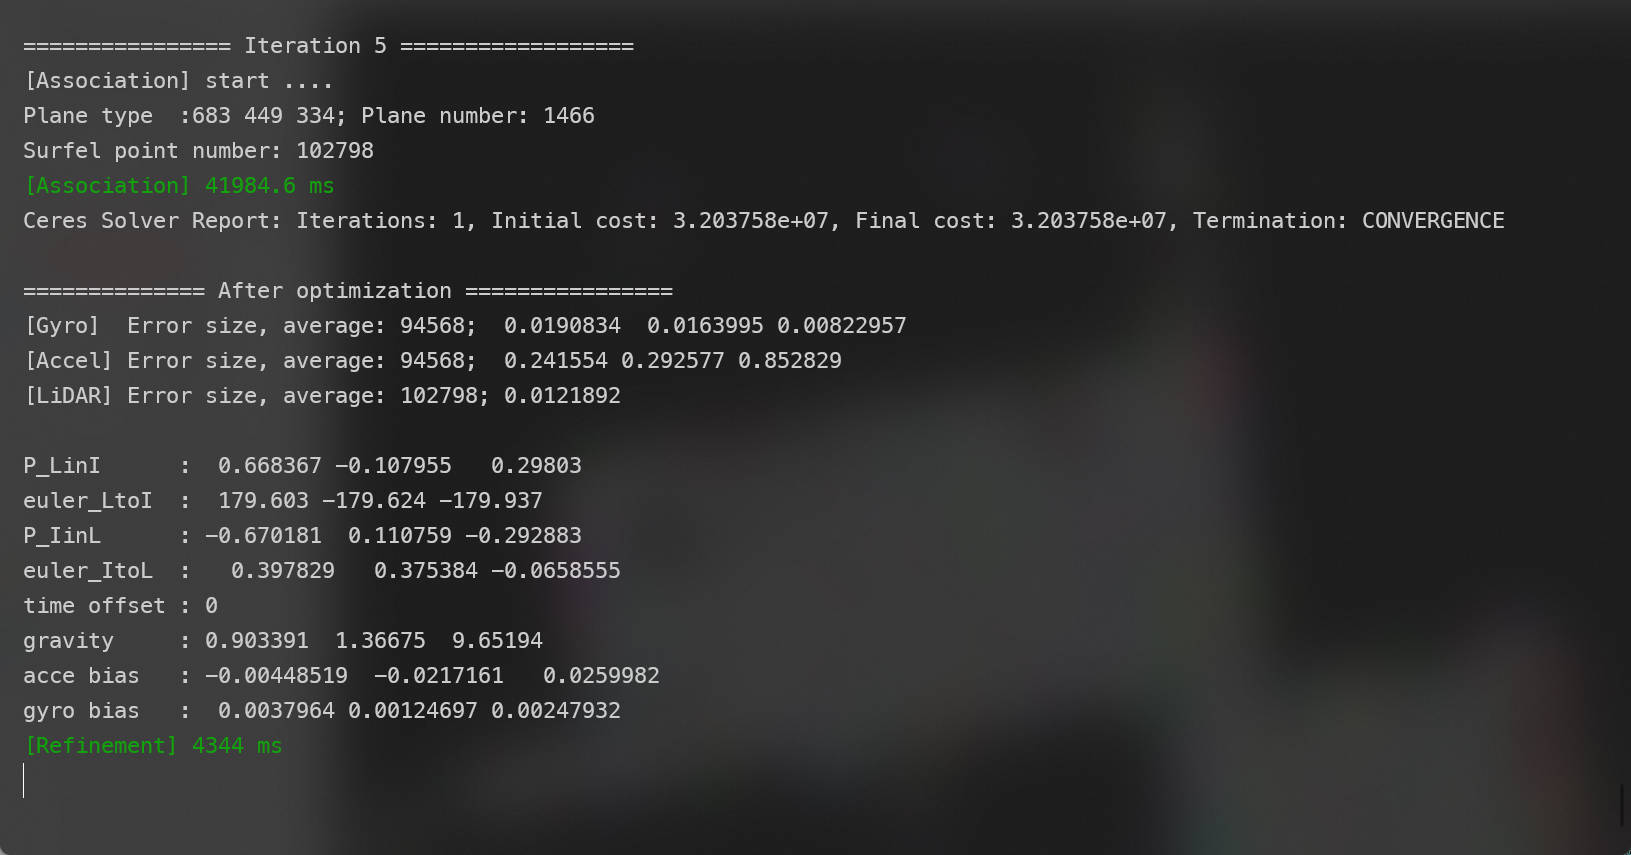 ================ Iteration 5 ==================
[Association] start ....
Plane type  :683 449 334; Plane number: 1466
Surfel point number: 102798
[Association] 41984.6 ms
Ceres Solver Report: Iterations: 1, Initial cost: 3.203758e+07, Final cost: 3.203758e+07, Termination: CONVERGENCE
============== After optimization ================
[Gyro]  Error size, average: 94568;  0.0190834  0.0163995 0.00822957
[Accel] Error size, average: 94568;  0.241554 0.292577 0.852829
[LiDAR] Error size, average: 102798; 0.0121892
P_LinI      :  0.668367 -0.107955   0.29803
euler_LtoI  :  179.603 -179.624 -179.937
P_IinL      : -0.670181  0.110759 -0.292883
euler_ItoL  :   0.397829   0.375384 -0.0658555
time offset : 0
gravity     : 0.903391  1.36675  9.65194
acce bias   : -0.00448519  -0.0217161   0.0259982
gyro bias   :  0.0037964 0.00124697 0.00247932
[Refinement] 4344 ms